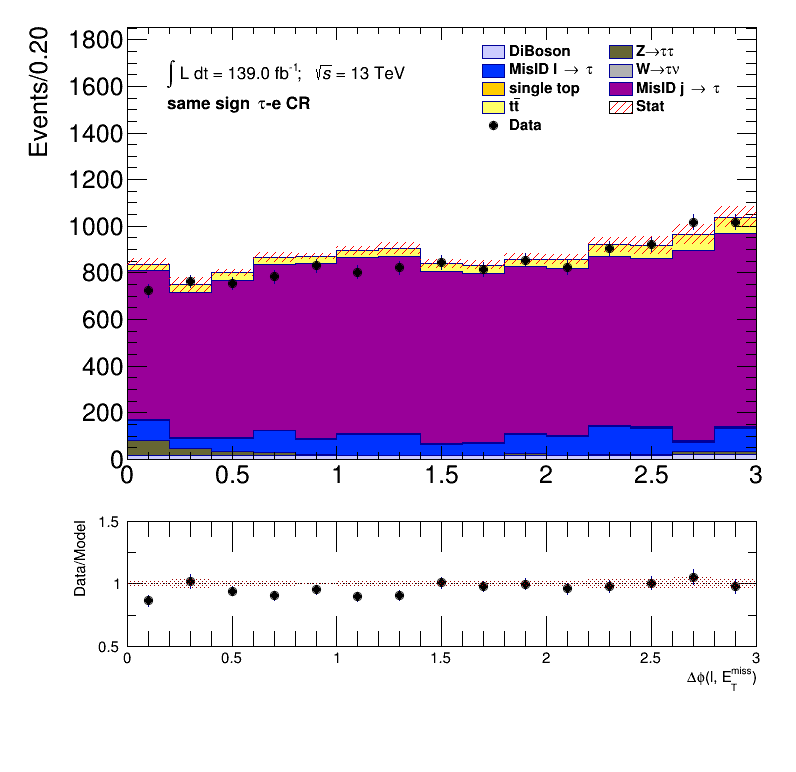 Events/0.20
1800
1600
1400
1200
1000
800
600
400
200
0
∫ L dt = 139.0 fb⁻¹; √s = 13 TeV
same sign τ-e CR
DiBoson
MisID l → τ
single top
tt̄
Data
Z→ττ
W→τν
MisID j → τ
Stat
0 0.5 1 1.5 2 2.5 3
Data/Model
1.5
1
0.5
0 0.5 1 1.5 2 2.5 3
Δϕ(l, E_T^miss)